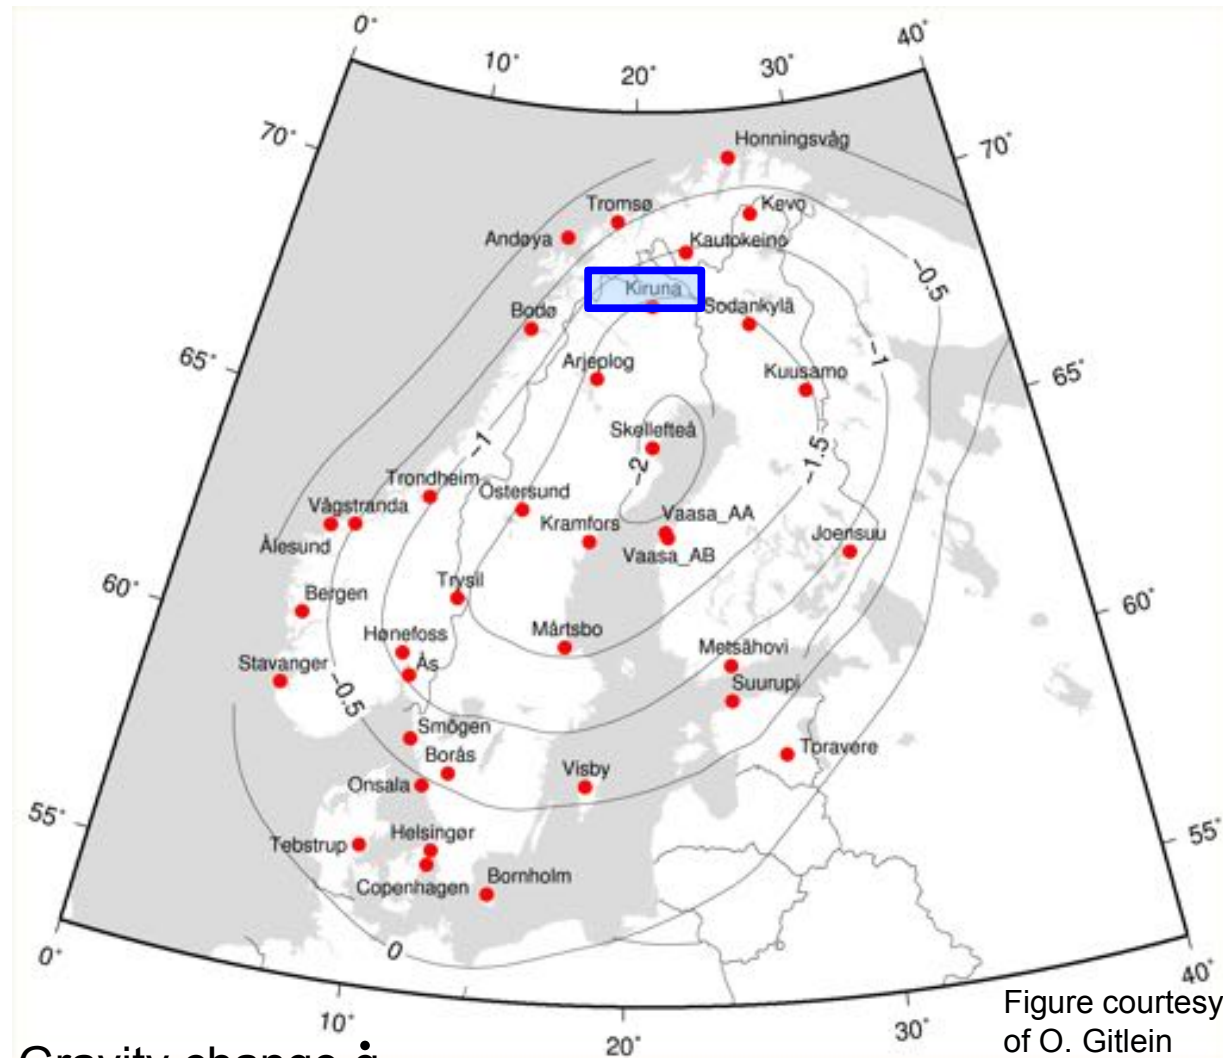 0°
10°
20°
30°
40°
70°
70°
Honningsvåg
Tromsø
Kevo
Andøya
Kautokeino
−0.5
Kiruna
Bodø
Sodankylä
65°
−1
Arjeplog
Kuusamo
65°
Skellefteå
−1
−1.5
−2
Trondheim
Östersund
Vågstranda
Kramfors
Vaasa_AA
Ålesund
Vaasa_AB
Joensuu
60°
Bergen
Trysil
60°
Hønefoss
Mårtsbo
Stavanger
Ås
Metsähovi
−0.5
Suurupi
Smögen
Borås
Visby
Toravere
Onsala
55°
Tebstrup
Helsingør
55°
Copenhagen
Bornholm
0
0°
40°
10°
20°
30°
Figure courtesy
of O. Gitlein
Gravity change ġ